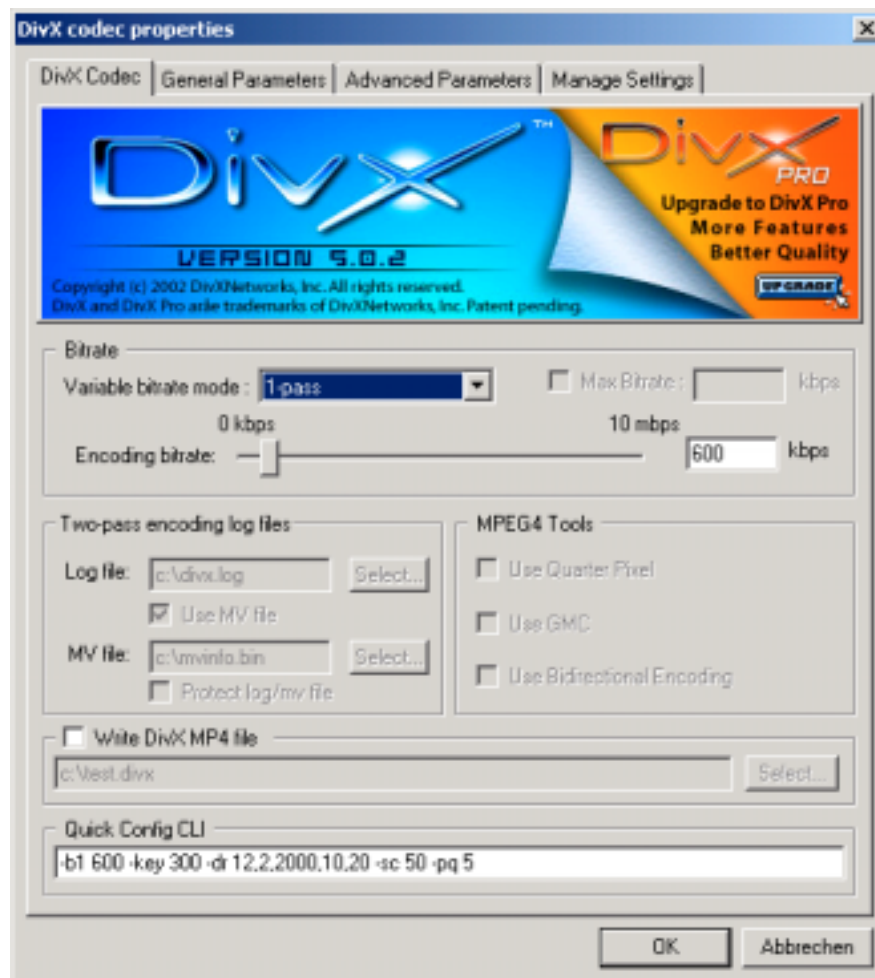 DivX codec properties
DivX Codec General Parameters Advanced Parameters Manage Settings
DivX TM
VERSION 5.0.2
Copyright (c) 2002 DivXNetworks, Inc. All rights reserved.
DivX and DivX Pro are trademarks of DivXNetworks, Inc. Patent pending.
DivX
PRO
Upgrade to DivX Pro
More Features
Better Quality
UPGRADE
Bitrate
Variable bitrate mode : 1-pass Max Bitrate : kbps
0 kbps 10 mbps
Encoding bitrate: 600 kbps
Two-pass encoding log files
Log file: c:\divx.log Select...
Use MV file
MV file: c:\mvinfo.bin Select...
Protect log/mv file
MPEG4 Tools
Use Quarter Pixel
Use GMC
Use Bidirectional Encoding
Write DivX MP4 file
c:\test.divx Select...
Quick Config CLI
-b1 600 -key 300 -dr 12,2,2000,10,20 -sc 50 -pq 5
OK Abbrechen